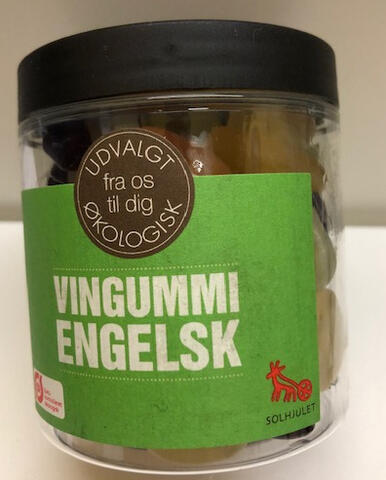 UDVALGT
fra os
til dig
ØKOLOGISK
VINGUMMI
ENGELSK
SOLHJULET